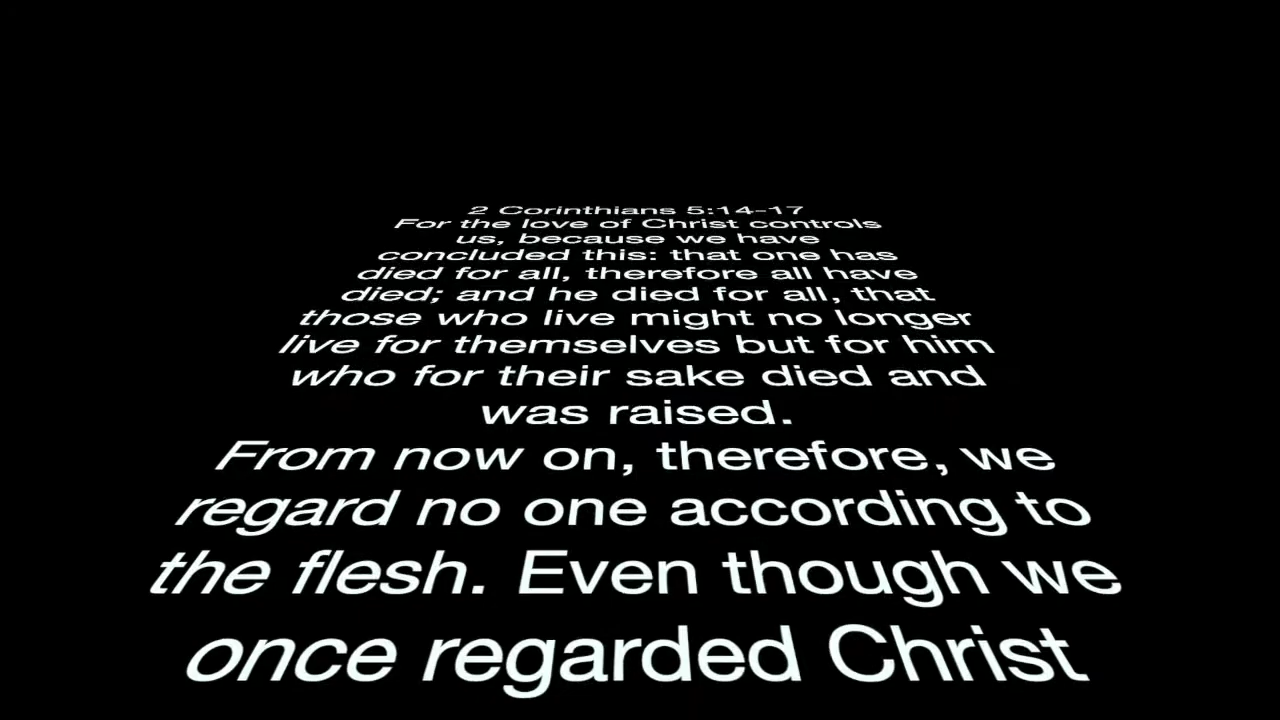 2 Corinthians 5:14-17
For the love of Christ controls
us, because we have
concluded this: that one has
died for all, therefore all have
died; and he died for all, that
those who live might no longer
live for themselves but for him
who for their sake died and
was raised.
From now on, therefore, we
regard no one according to
the flesh. Even though we
once regarded Christ